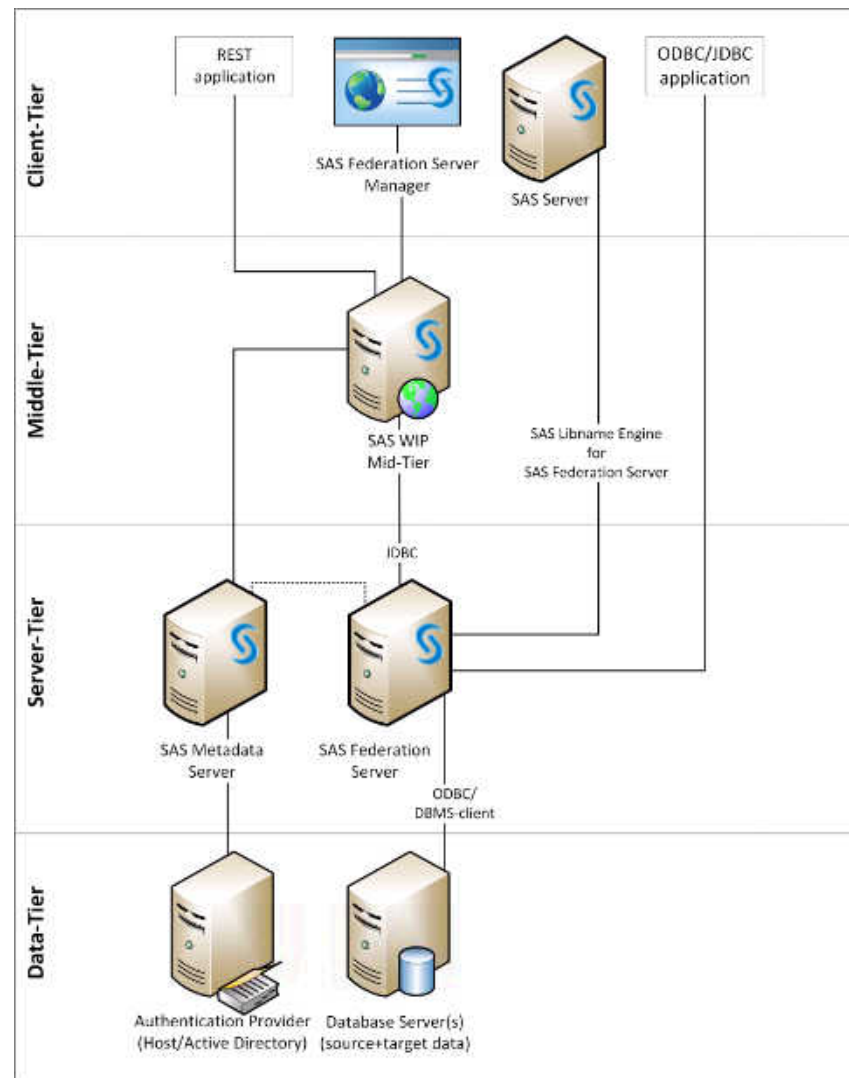 Client-Tier
REST
application
SAS Federation Server
Manager
SAS Server
ODBC/JDBC
application
Middle-Tier
SAS WIP
Mid-Tier
SAS Libname Engine
for
SAS Federation Server
Server-Tier
JDBC
SAS Metadata
Server
SAS Federation
Server
ODBC/
DBMS-client
Data-Tier
Authentication Provider
(Host/Active Directory)
Database Server(s)
(source+target data)